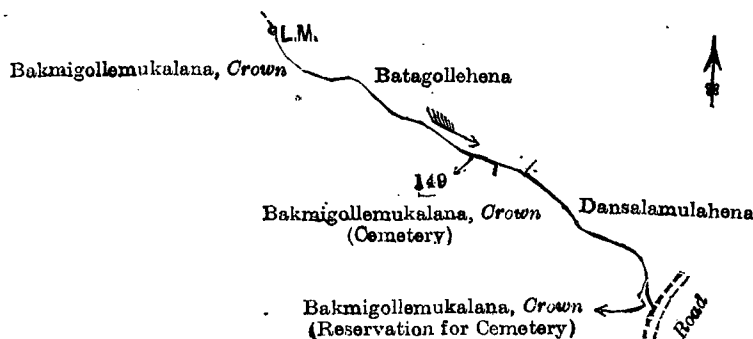 L.M.
Bakmigollemukalana, Crown
Batagollehena
149
Bakmigollemukalana, Crown
(Cemetery)
Dansalamulahena
Bakmigollemukalana, Crown
(Reservation for Cemetery)
Road